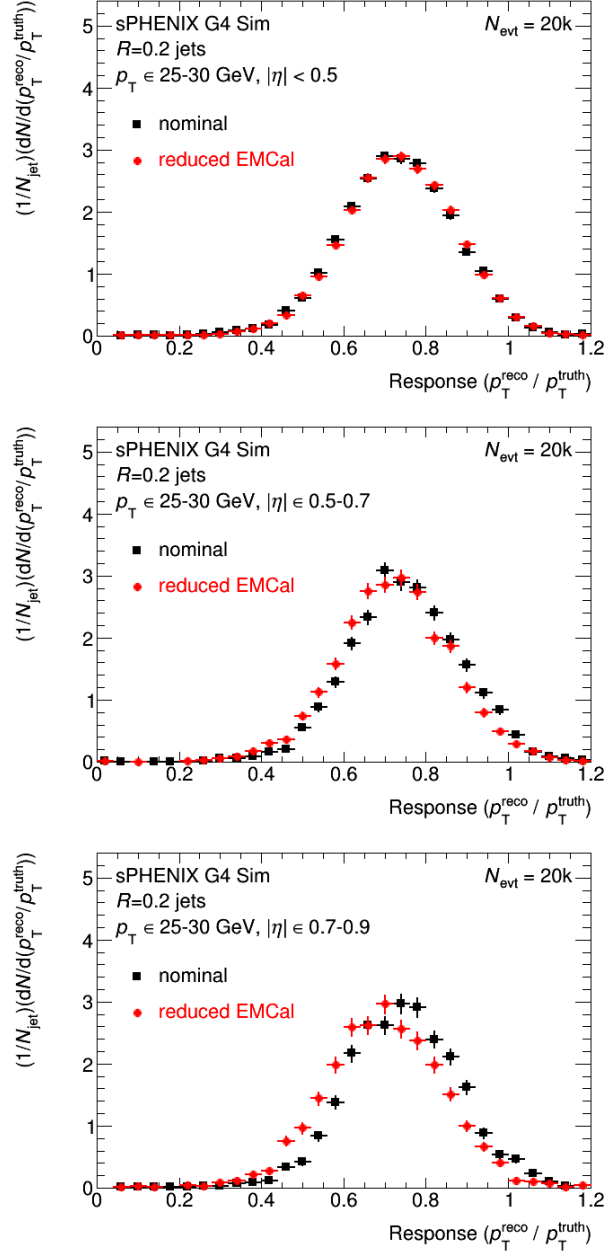 sPHENIX G4 Sim
N_evt = 20k
R=0.2 jets
p_T ∈ 25-30 GeV, |η| < 0.5
nominal
reduced EMCal
(1/N_jet)(dN/d(p_T^reco/p_T^truth))
5
4
3
2
1
0
0 0.2 0.4 0.6 0.8 1 1.2
Response (p_T^reco / p_T^truth)
sPHENIX G4 Sim
N_evt = 20k
R=0.2 jets
p_T ∈ 25-30 GeV, |η| ∈ 0.5-0.7
nominal
reduced EMCal
(1/N_jet)(dN/d(p_T^reco/p_T^truth))
5
4
3
2
1
0
0 0.2 0.4 0.6 0.8 1 1.2
Response (p_T^reco / p_T^truth)
sPHENIX G4 Sim
N_evt = 20k
R=0.2 jets
p_T ∈ 25-30 GeV, |η| ∈ 0.7-0.9
nominal
reduced EMCal
(1/N_jet)(dN/d(p_T^reco/p_T^truth))
5
4
3
2
1
0
0 0.2 0.4 0.6 0.8 1 1.2
Response (p_T^reco / p_T^truth)